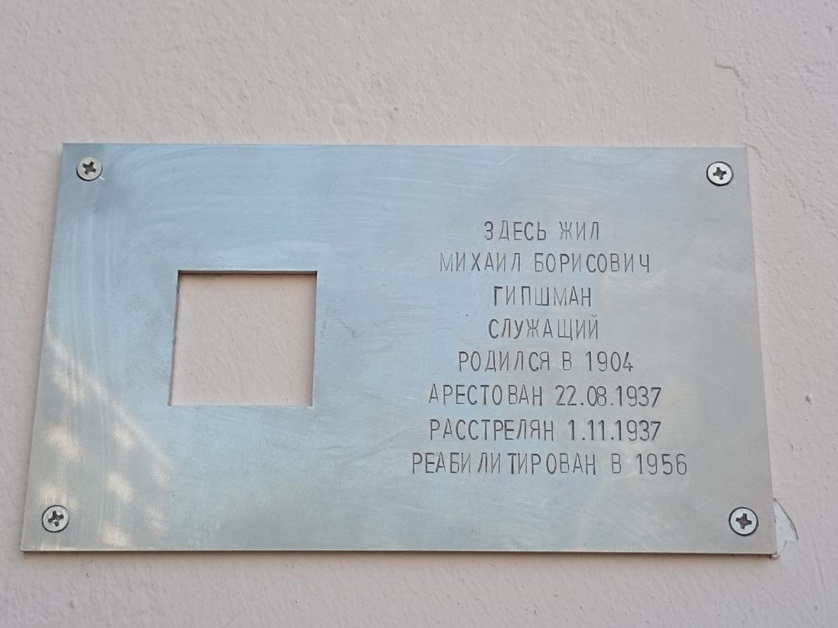 ЗДЕСЬ ЖИЛ
МИХАИЛ БОРИСОВИЧ
ГИПШМАН
СЛУЖАЩИЙ
РОДИЛСЯ В 1904
АРЕСТОВАН 22.08.1937
РАССТРЕЛЯН 1.11.1937
РЕАБИЛИТИРОВАН В 1956